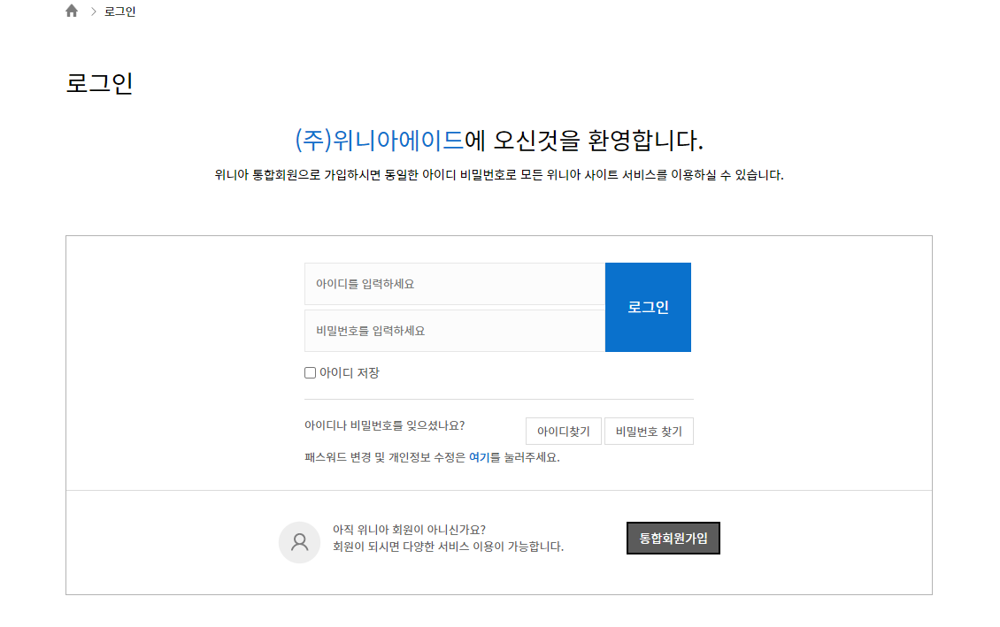 로그인
로그인
(주)위니아에이드에 오신것을 환영합니다.
위니아 통합회원으로 가입하시면 동일한 아이디 비밀번호로 모든 위니아 사이트 서비스를 이용하실 수 있습니다.
아이디를 입력하세요
로그인
비밀번호를 입력하세요
아이디 저장
아이디나 비밀번호를 잊으셨나요?
아이디찾기
비밀번호 찾기
패스워드 변경 및 개인정보 수정은 여기를 눌러주세요.
아직 위니아 회원이 아니신가요?
회원이 되시면 다양한 서비스 이용이 가능합니다.
통합회원가입